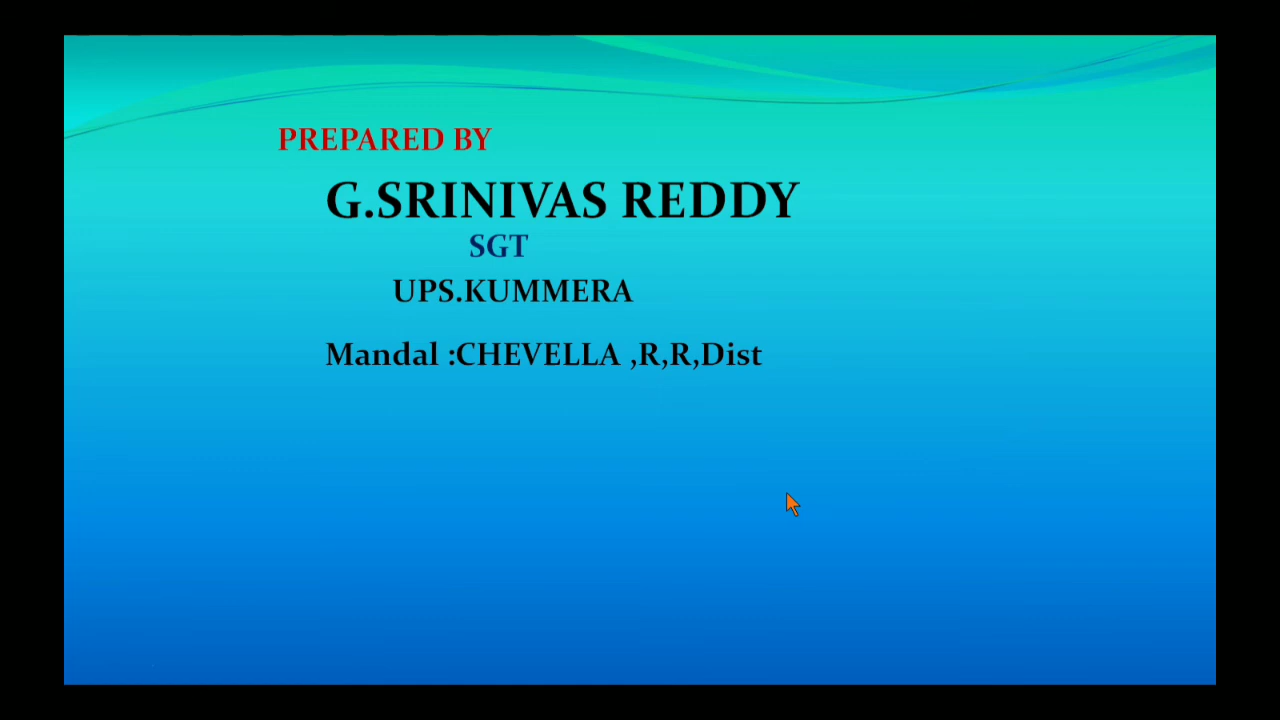 PREPARED BY
G.SRINIVAS REDDY
SGT
UPS.KUMMERA
Mandal :CHEVELLA ,R,R,Dist